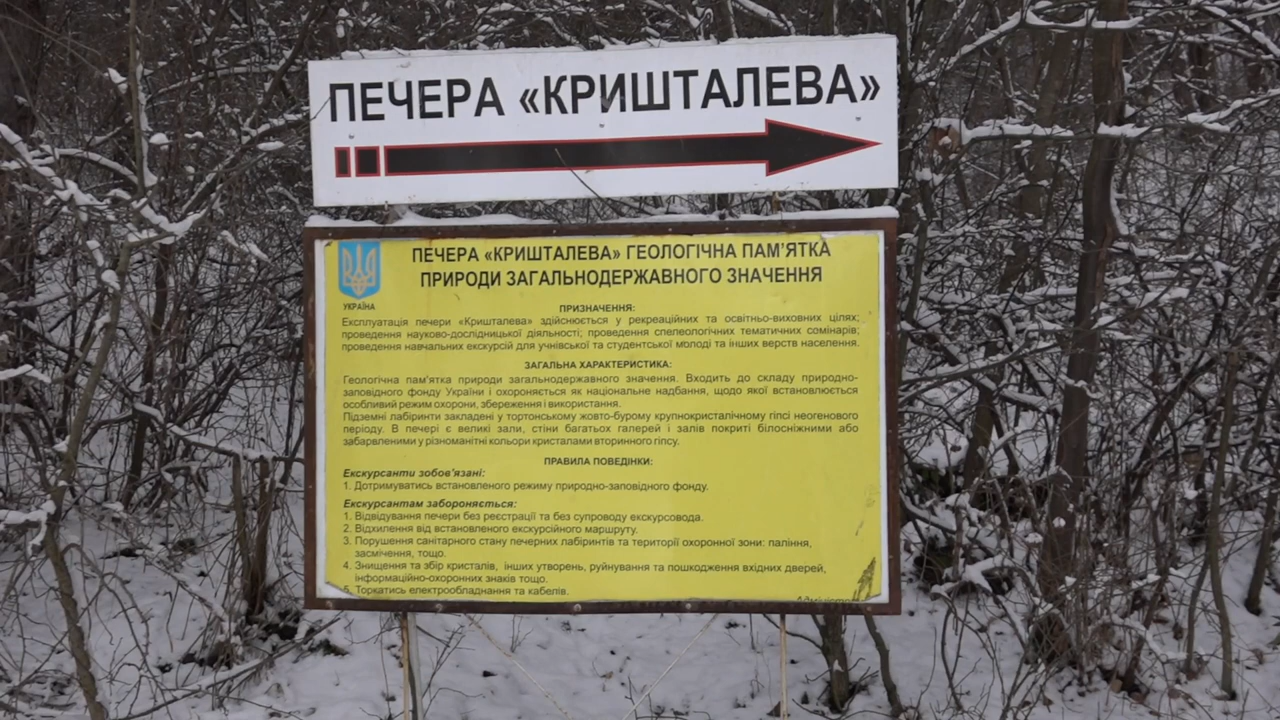 ПЕЧЕРА «КРИШТАЛЕВА»
ПЕЧЕРА «КРИШТАЛЕВА» ГЕОЛОГІЧНА ПАМ'ЯТКА
ПРИРОДИ ЗАГАЛЬНОДЕРЖАВНОГО ЗНАЧЕННЯ
УКРАЇНА
ПРИЗНАЧЕННЯ:
Експлуатація печери «Кришталева» здійснюється у рекреаційних та освітньо-виховних цілях;
проведення науково-дослідницької діяльності; проведення спелеологічних тематичних сомінарів;
проведення навчальних екскурсій для учнівської та студентської молоді та інших верств населення.
ЗАГАЛЬНА ХАРАКТЕРИСТИКА:
Геологічна пам'ятка природи загальнодержавного значення. Входить до складу природно-
заповідного фонду України і охороняється як національне надбання, щодо якої встановлюється
особливий режим охорони, збереження і використання.
Підземні лабіринти закладені у тортонському жовто-бурому крупнокристалічному гіпсі неогенового
періоду. В печері є великі зали, стіни багатьох галерей і залів покриті білосніжними або
забарвленими у різноманітні кольори кристалами вторинного гіпсу.
ПРАВИЛА ПОВЕДІНКИ:
Екскурсанти зобов'язані:
1. Дотримуватись встановленого режиму природно-заповідного фонду.
Екскурсантам забороняється:
1. Відвідування печери без реєстрації та без супроводу екскурсовода.
2. Відхилення від встановленого екскурсійного маршруту.
3. Порушення санітарного стану печерних лабіринтів та території охоронної зони: паління,
засмічення, тощо.
4. Знищення та збір кристалів, інших утворень, руйнування та пошкодження вхідних дверей,
інформаційно-охоронних знаків тощо.
5. Торкатись електрообладнання та кабелів.